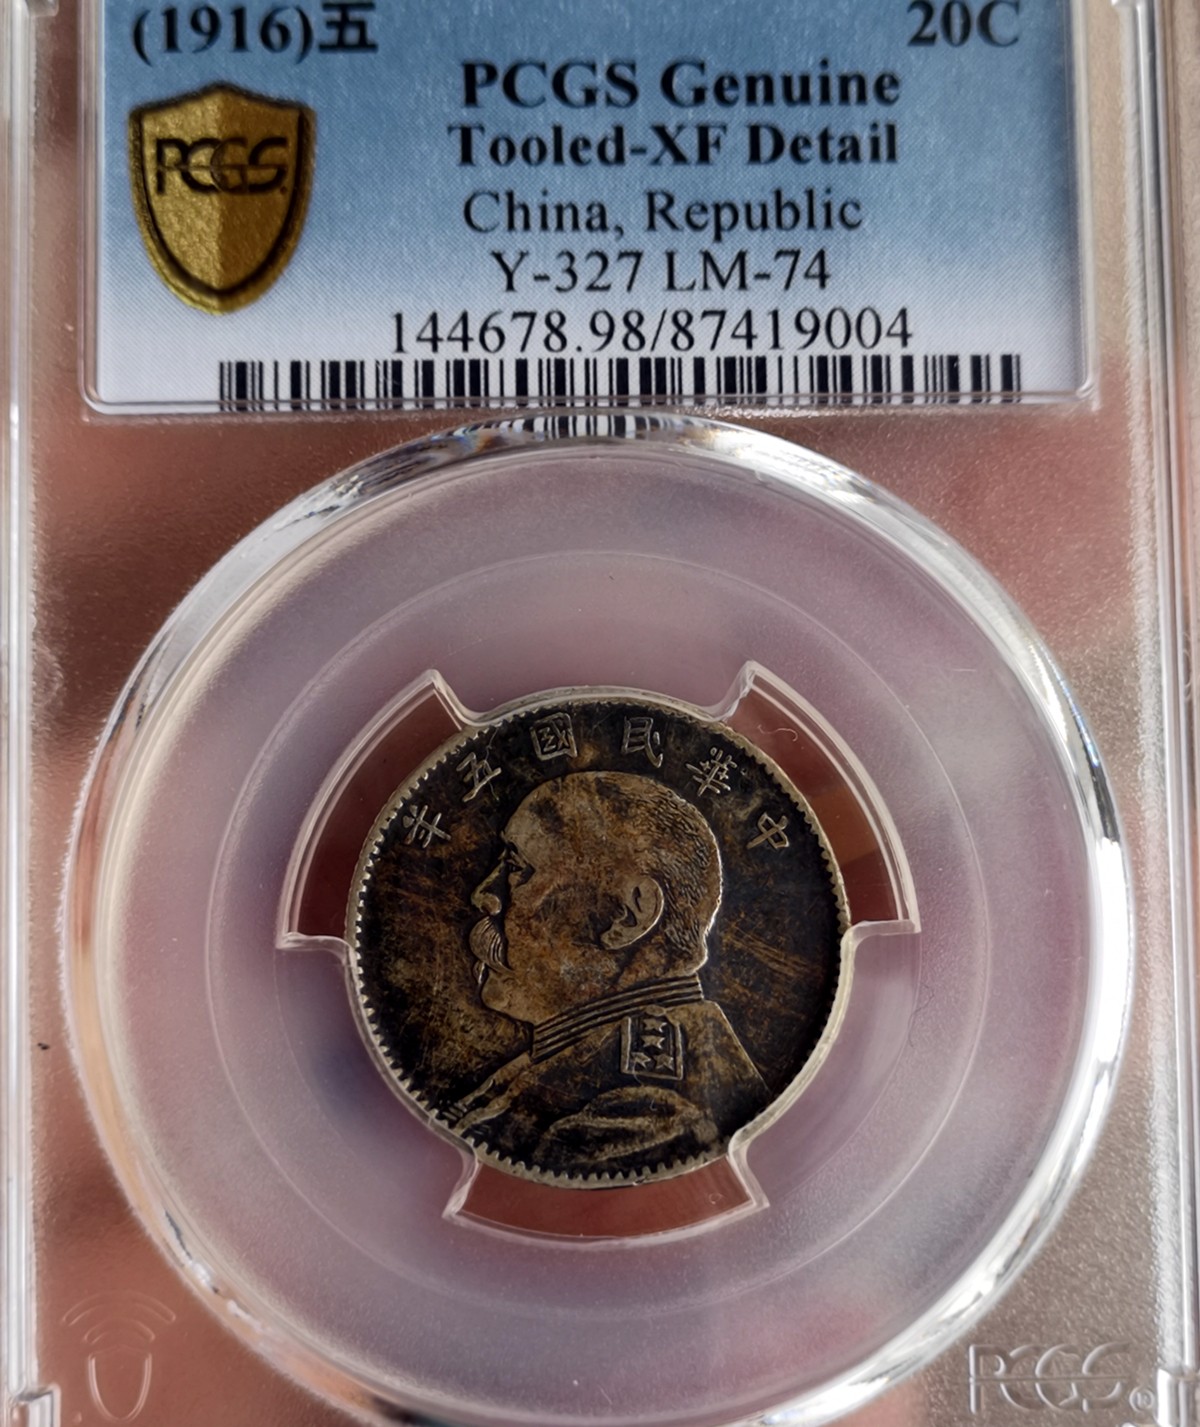 (1916)五 20C
PCGS Genuine
PCGS
Tooled-XF Detail
China, Republic
Y-327 LM-74
144678.98/87419004
中華民國五年
PCGS